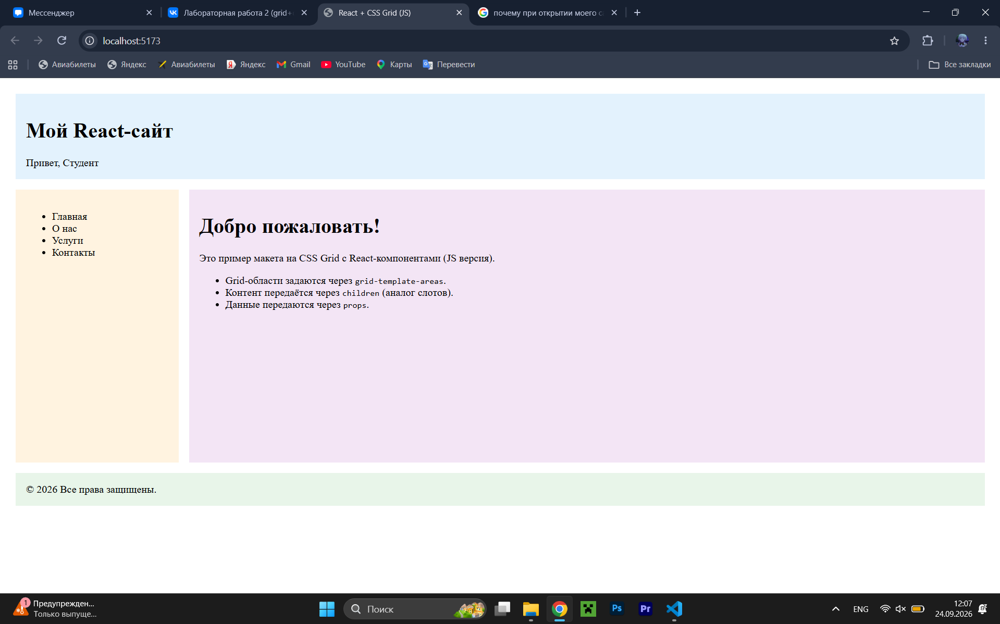 Мессенджер
Лабораторная работа 2 (grid+
React + CSS Grid (JS)
почему при открытии моего с
localhost:5173
Авиабилеты
Яндекс
Авиабилеты
Яндекс
Gmail
YouTube
Карты
Перевести
Все закладки
Мой React-сайт
Привет, Студент
Главная
О нас
Услуги
Контакты
Добро пожаловать!
Это пример макета на CSS Grid с React-компонентами (JS версия).
Grid-области задаются через grid-template-areas.
Контент передаётся через children (аналог слотов).
Данные передаются через props.
© 2026 Все права защищены.
1
Предупрежден...
Только выпуще...
Поиск
Ps
Pr
ENG
12:07
24.09.2026